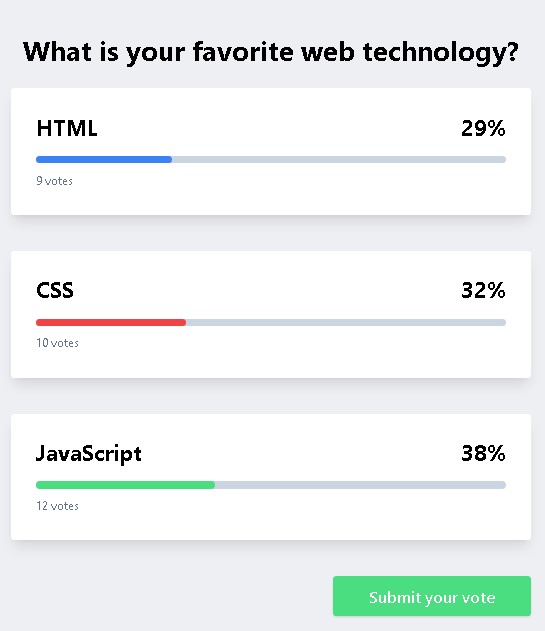 What is your favorite web technology?
HTML 29%
9 votes
CSS 32%
10 votes
JavaScript 38%
12 votes
Submit your vote